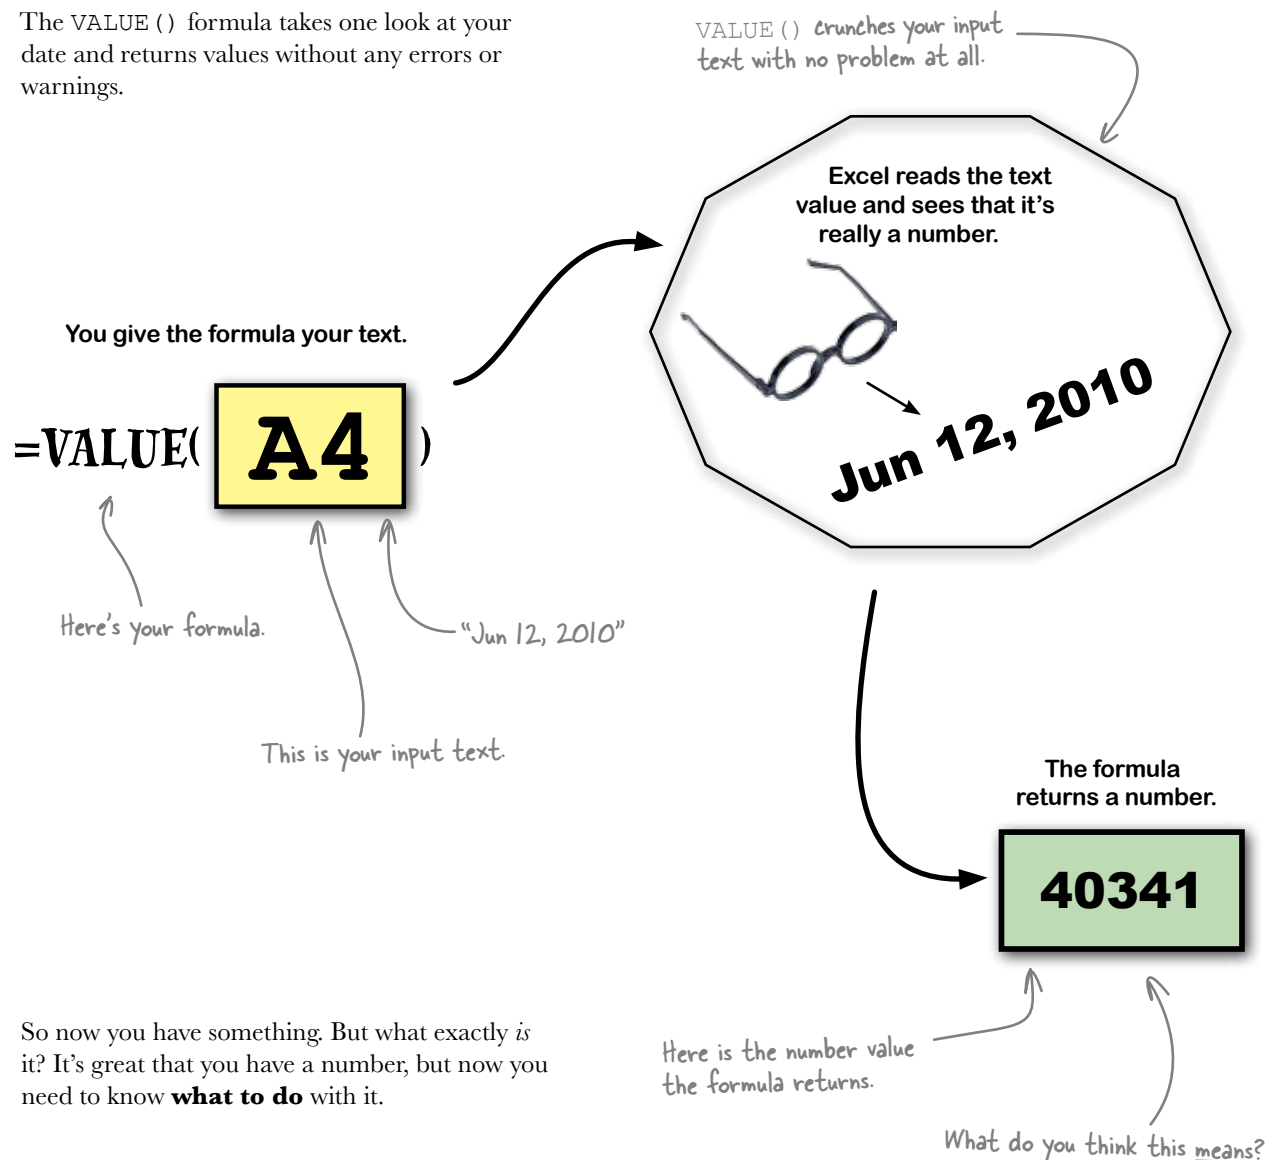 The VALUE() formula takes one look at your
date and returns values without any errors or
warnings.
VALUE() crunches your input
text with no problem at all.
Excel reads the text
value and sees that it's
really a number.
Jun 12, 2010
You give the formula your text.
=VALUE( A4 )
Here's your formula.
"Jun 12, 2010"
This is your input text.
The formula
returns a number.
40341
So now you have something. But what exactly is
it? It's great that you have a number, but now you
need to know what to do with it.
Here is the number value
the formula returns.
What do you think this means?